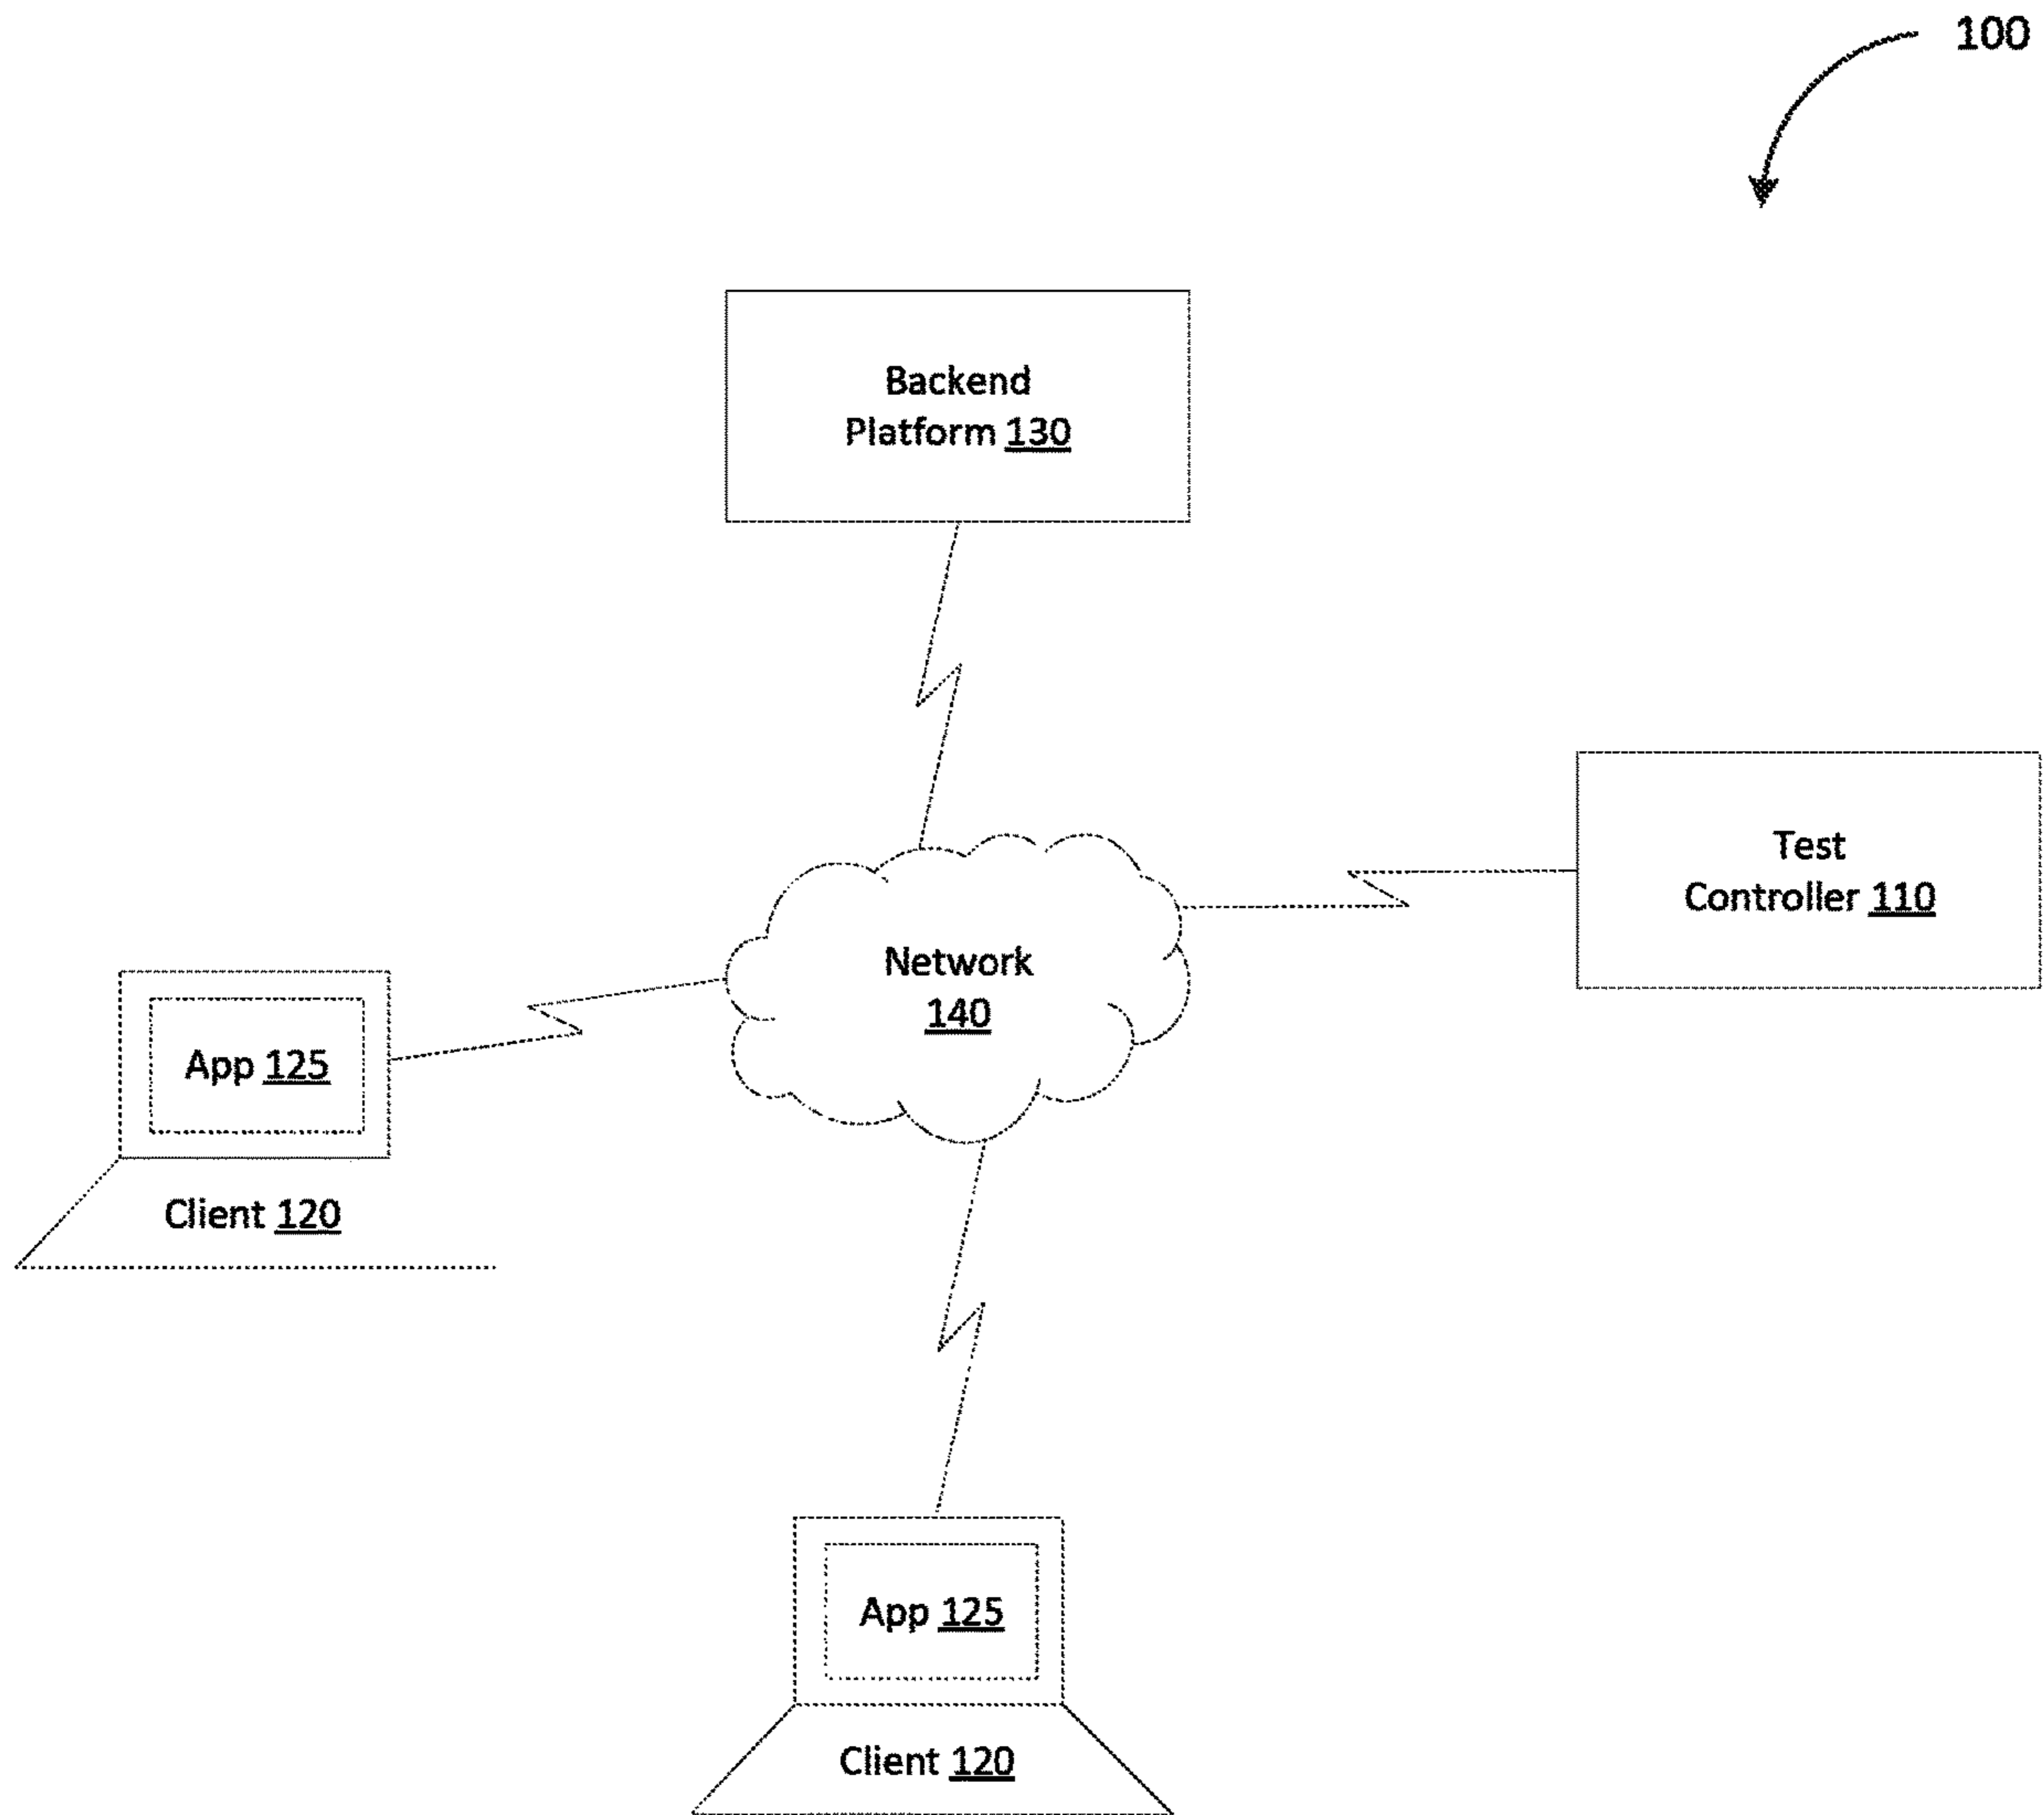 100
Backend
Platform 130
Test
Controller 110
Network
140
App 125
Client 120
App 125
Client 120